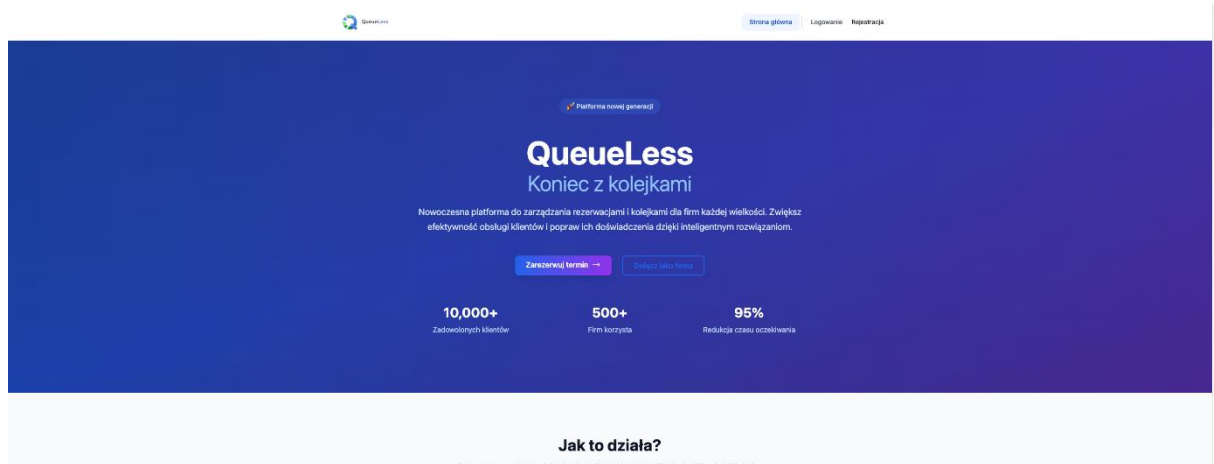 QueueLess
Strona główna
Logowanie
Rejestracja
Platforma nowej generacji
QueueLess
Koniec z kolejkami
Nowoczesna platforma do zarządzania rezerwacjami i kolejkami dla firm każdej wielkości. Zwiększ
efektywność obsługi klientów i popraw ich doświadczenia dzięki inteligentnym rozwiązaniom.
Zarezerwuj termin →
Dołącz jako firma
10,000+
500+
95%
Zadowolonych klientów
Firm korzysta
Redukcja czasu oczekiwania
Jak to działa?